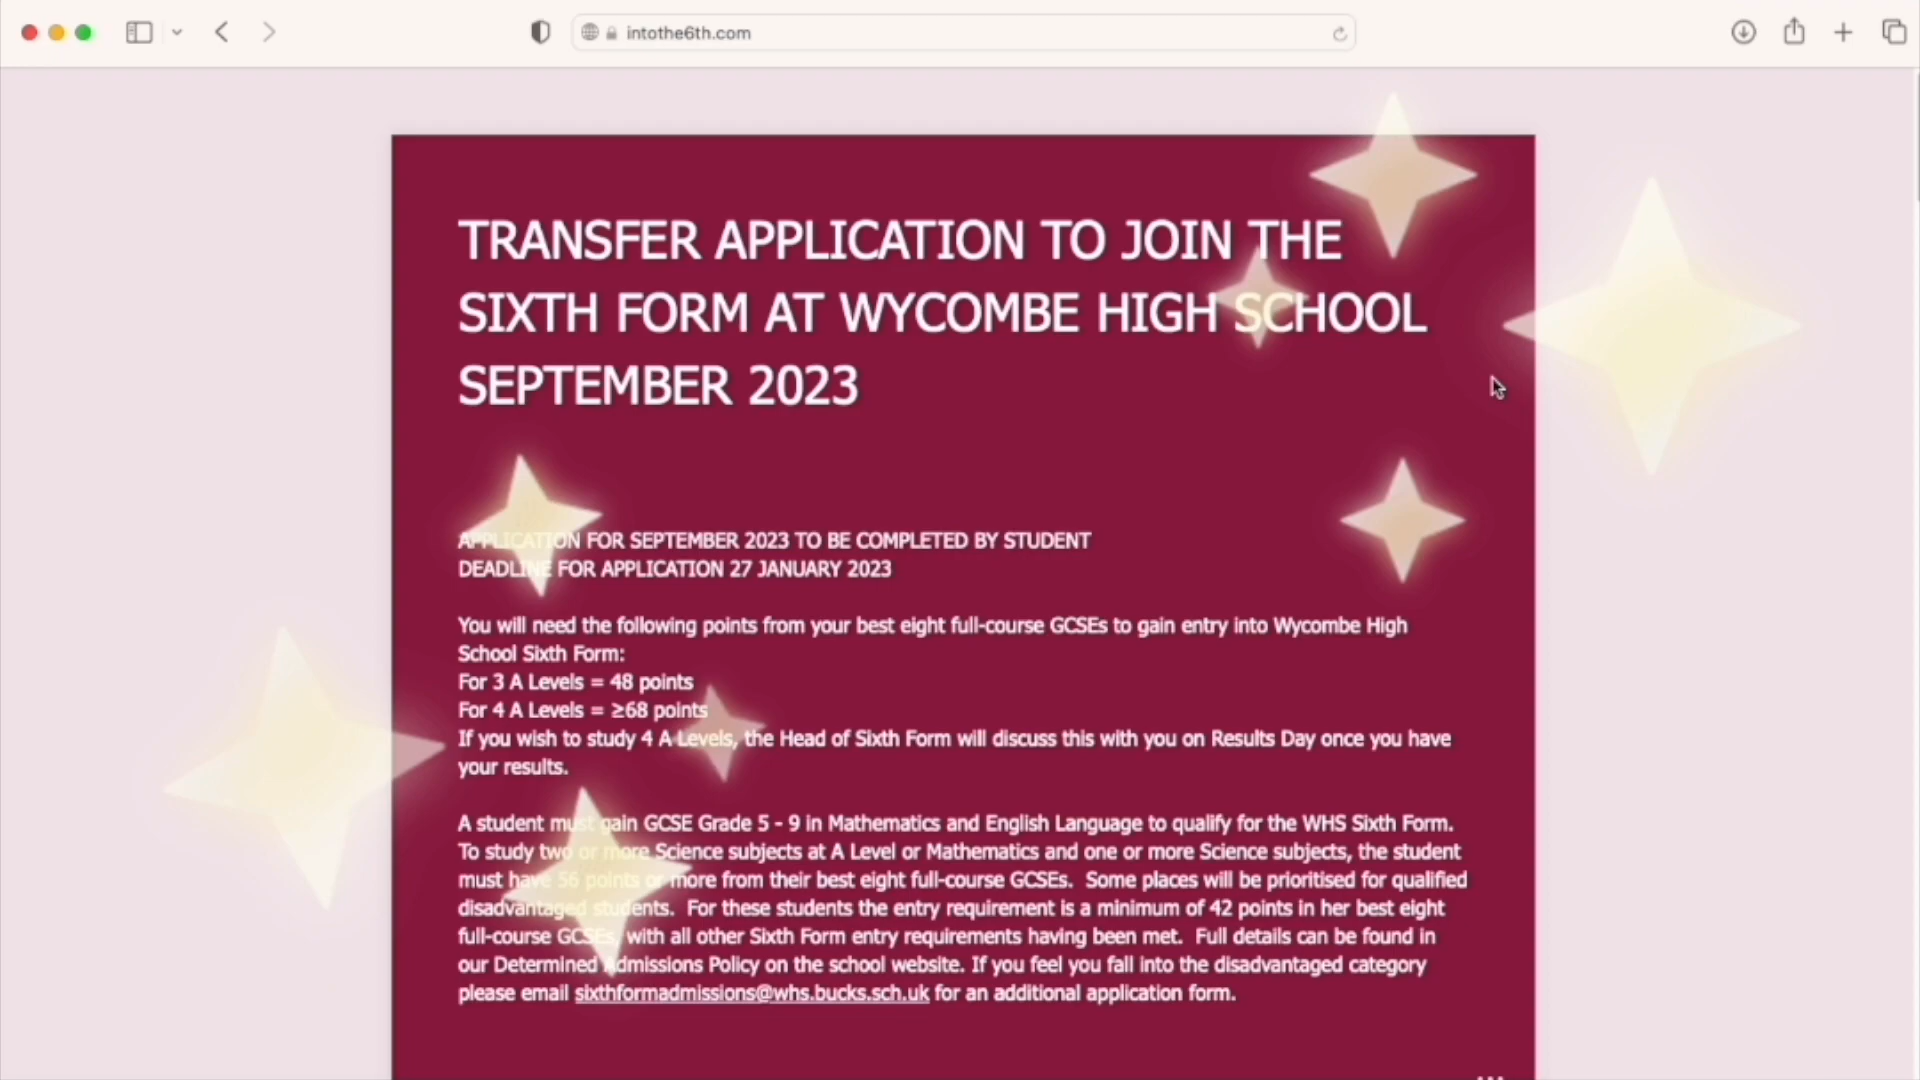 intothe6th.com
TRANSFER APPLICATION TO JOIN THE
SIXTH FORM AT WYCOMBE HIGH SCHOOL
SEPTEMBER 2023
APPLICATION FOR SEPTEMBER 2023 TO BE COMPLETED BY STUDENT
DEADLINE FOR APPLICATION 27 JANUARY 2023
You will need the following points from your best eight full-course GCSEs to gain entry into Wycombe High
School Sixth Form:
For 3 A Levels = 48 points
For 4 A Levels = ≥68 points
If you wish to study 4 A Levels, the Head of Sixth Form will discuss this with you on Results Day once you have
your results.
A student must gain GCSE Grade 5 - 9 in Mathematics and English Language to qualify for the WHS Sixth Form.
To study two or more Science subjects at A Level or Mathematics and one or more Science subjects, the student
must have 56 points or more from their best eight full-course GCSEs.  Some places will be prioritised for qualified
disadvantaged students.  For these students the entry requirement is a minimum of 42 points in her best eight
full-course GCSEs, with all other Sixth Form entry requirements having been met.  Full details can be found in
our Determined Admissions Policy on the school website. If you feel you fall into the disadvantaged category
please email sixthformadmissions@whs.bucks.sch.uk for an additional application form.